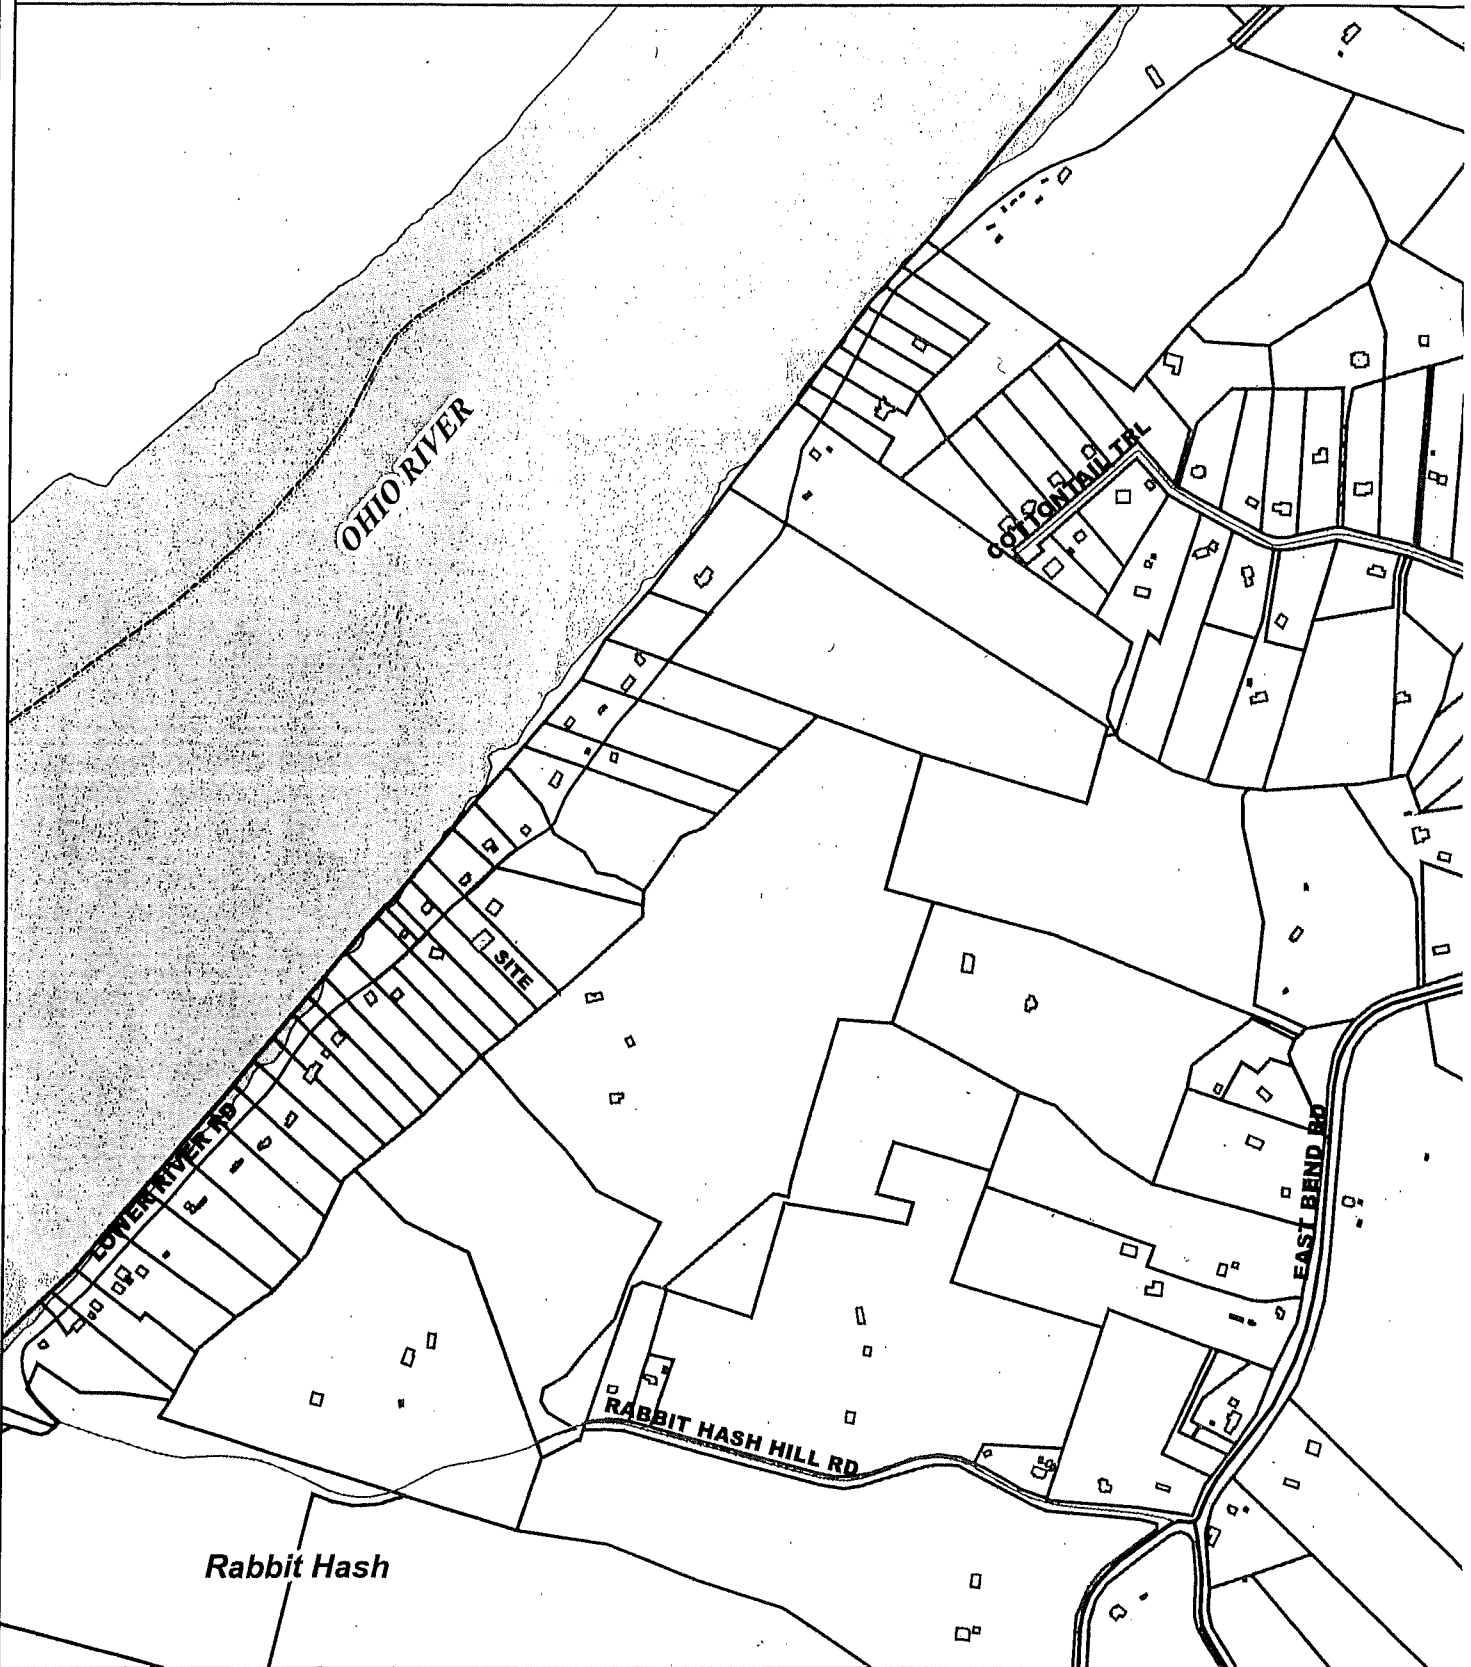 OHIO RIVER
COTTONTAIL TRL
SITE
LOWER RIVER RD
EAST BEND RD
RABBIT HASH HILL RD
Rabbit Hash